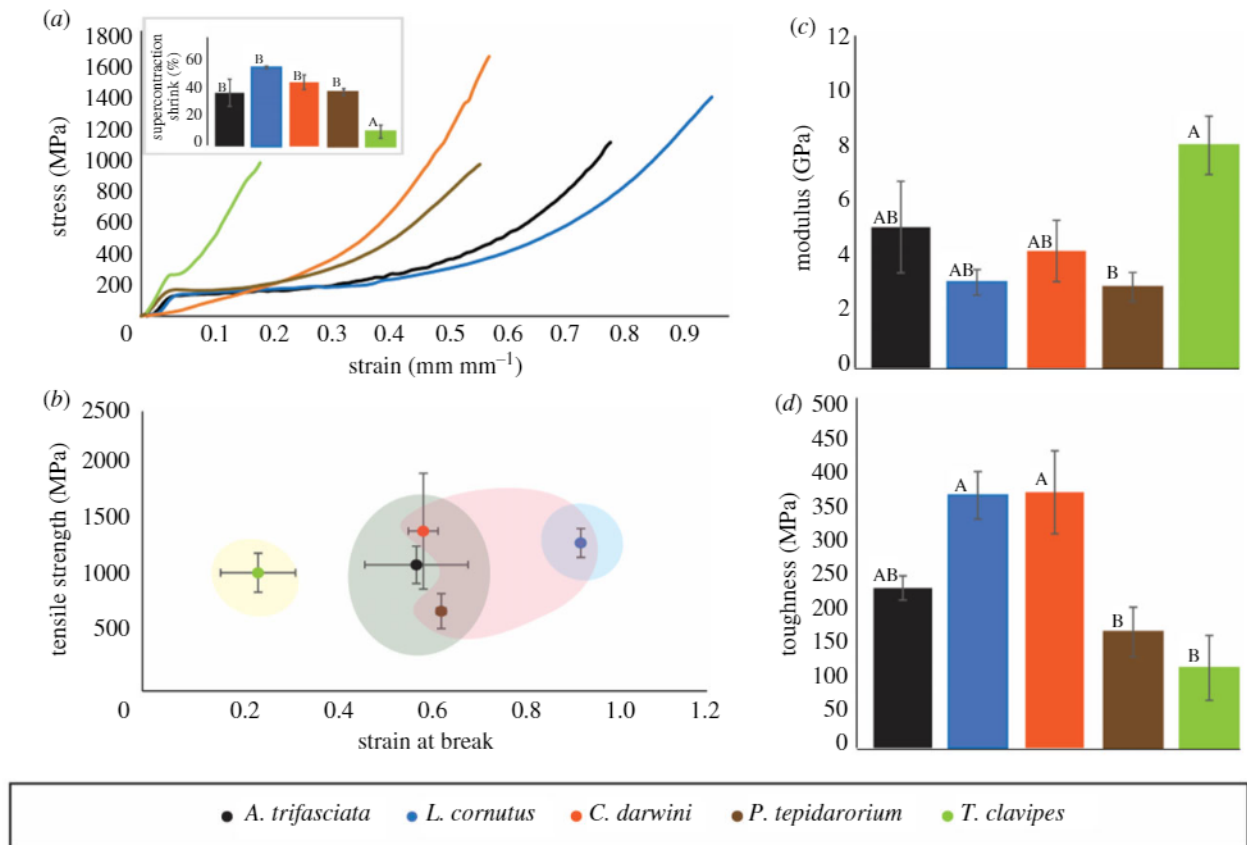 (a)
1800
1600
1400
1200
1000
800
600
400
200
0
stress (MPa)
0.1 0.2 0.3 0.4 0.5 0.6 0.7 0.8 0.9
strain (mm mm–1)
supercontraction
shrink (%)
60
40
20
0
B B B B A
(b)
2500
2000
1500
1000
500
0
tensile strength (MPa)
0.2 0.4 0.6 0.8 1.0 1.2
strain at break
(c)
12
10
8
6
4
2
0
modulus (GPa)
AB AB AB B A
(d)
500
450
400
350
300
250
200
150
100
50
0
toughness (MPa)
AB A A B B
A. trifasciata L. cornutus C. darwini P. tepidarorium T. clavipes